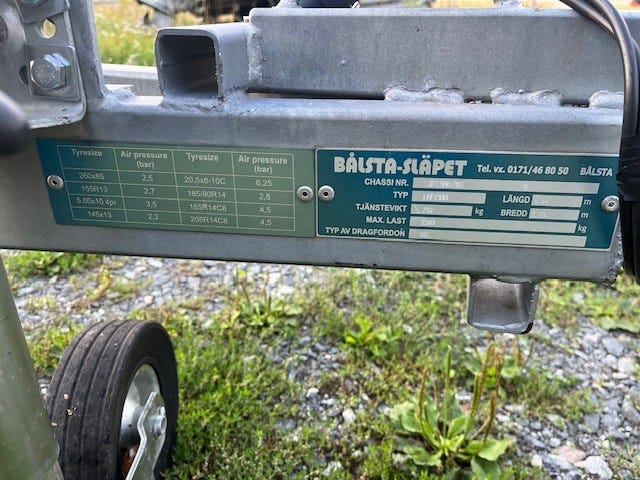 Tyresize Air pressure (bar) Tyresize Air pressure (bar)
260x85 2,5 20,5x8-10C 6,25
155R13 2,7 185/80R14 2,8
5.00x10 4pr 3,5 185R14C8 4,5
145x13 2,2 205R14C8 4,5
BÅLSTA-SLÄPET Tel. vx. 0171/46 80 50 BÅLSTA
CHASSI NR.
TYP LÄNGD m
TJÄNSTEVIKT kg BREDD m
MAX. LAST 1500 kg
TYP AV DRAGFORDON